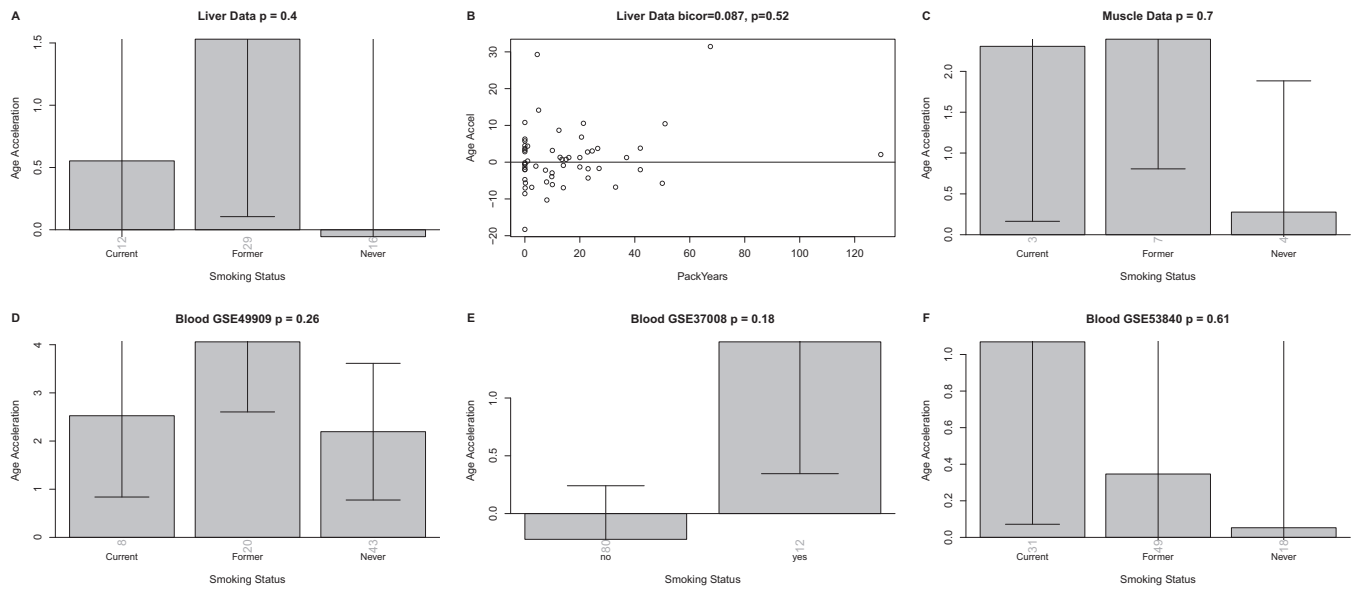 A
Liver Data p = 0.4
Age Acceleration
0.0
0.5
1.0
1.5
12
29
16
Current
Former
Never
Smoking Status
B
Liver Data bicor=0.087, p=0.52
Age Accel
−20
−10
0
10
20
30
0
20
40
60
80
100
120
PackYears
C
Muscle Data p = 0.7
Age Acceleration
0.0
0.5
1.0
1.5
2.0
3
7
4
Current
Former
Never
Smoking Status
D
Blood GSE49909 p = 0.26
Age Acceleration
0
1
2
3
4
8
20
43
Current
Former
Never
Smoking Status
E
Blood GSE37008 p = 0.18
Age Acceleration
0.0
0.5
1.0
80
12
no
yes
Smoking Status
F
Blood GSE53840 p = 0.61
Age Acceleration
0.0
0.2
0.4
0.6
0.8
1.0
31
49
18
Current
Former
Never
Smoking Status